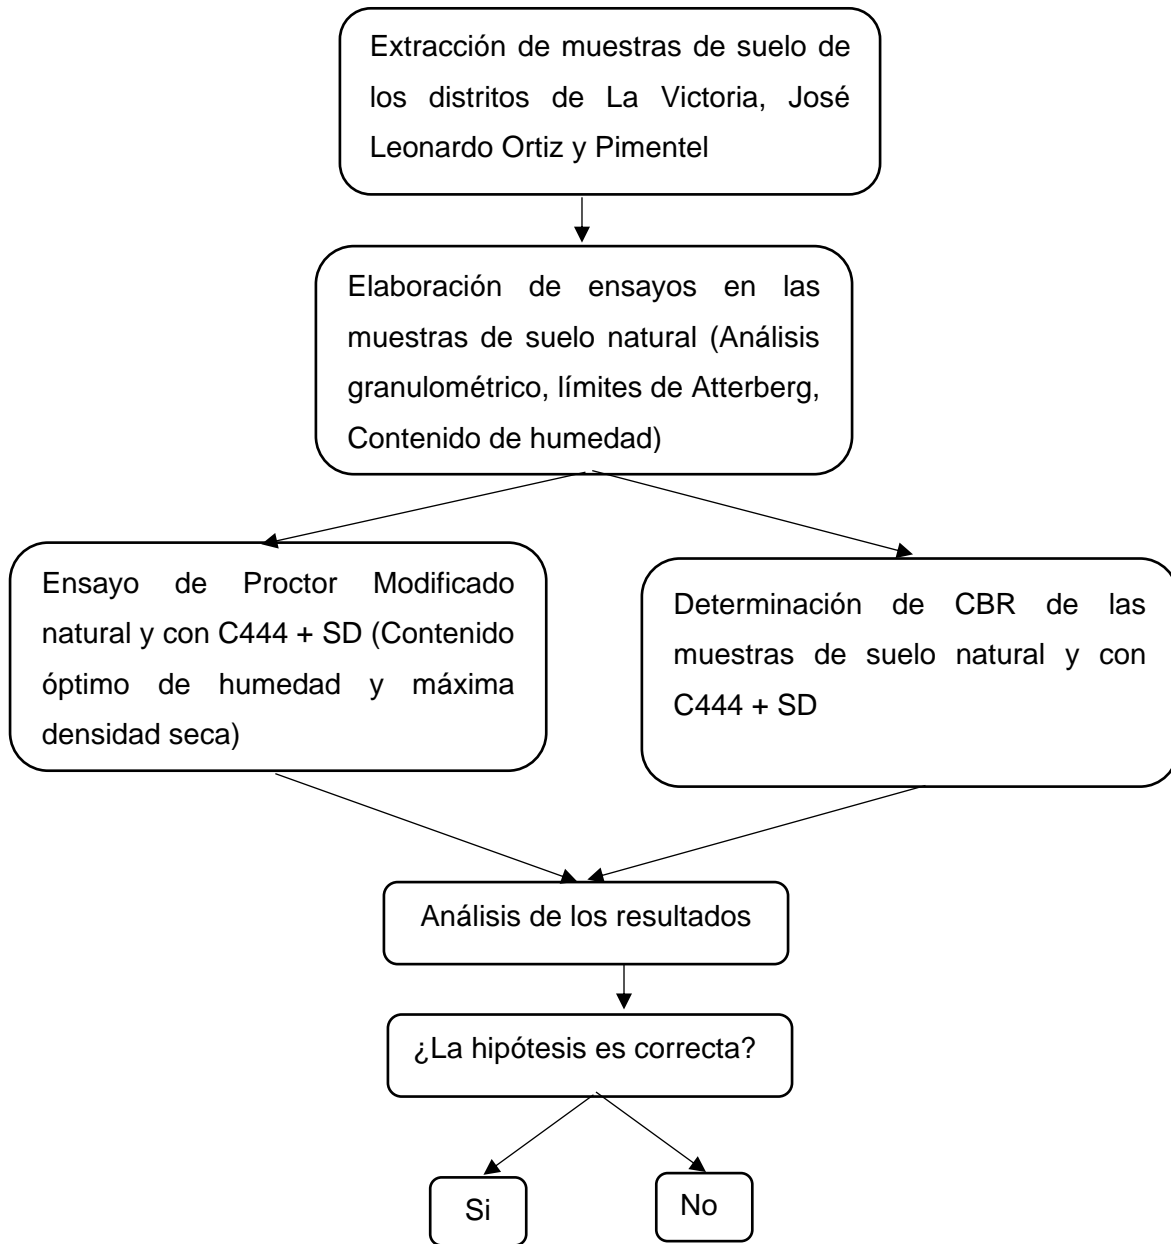 Extracción de muestras de suelo de
los distritos de La Victoria, José
Leonardo Ortiz y Pimentel
Elaboración de ensayos en las
muestras de suelo natural (Análisis
granulométrico, límites de Atterberg,
Contenido de humedad)
Ensayo de Proctor Modificado
natural y con C444 + SD (Contenido
óptimo de humedad y máxima
densidad seca)
Determinación de CBR de las
muestras de suelo natural y con
C444 + SD
Análisis de los resultados
¿La hipótesis es correcta?
Si
No